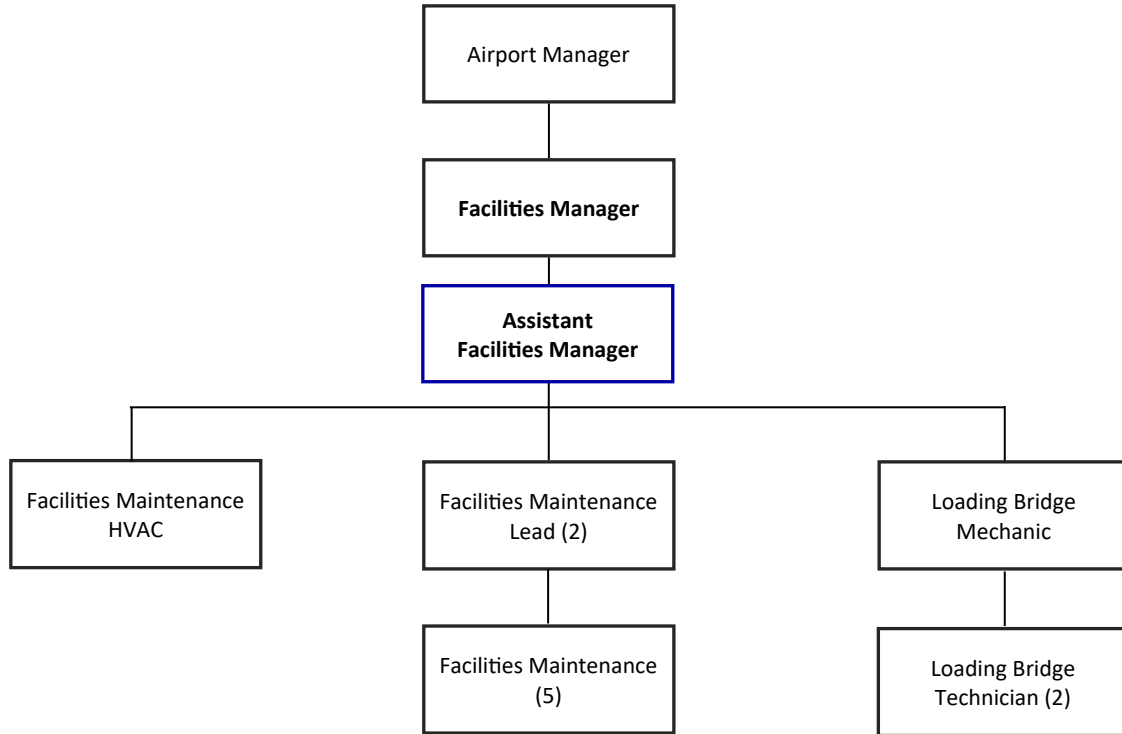 Airport Manager
Facilities Manager
Assistant
Facilities Manager
Facilities Maintenance
HVAC
Facilities Maintenance
Lead (2)
Loading Bridge
Mechanic
Facilities Maintenance
(5)
Loading Bridge
Technician (2)